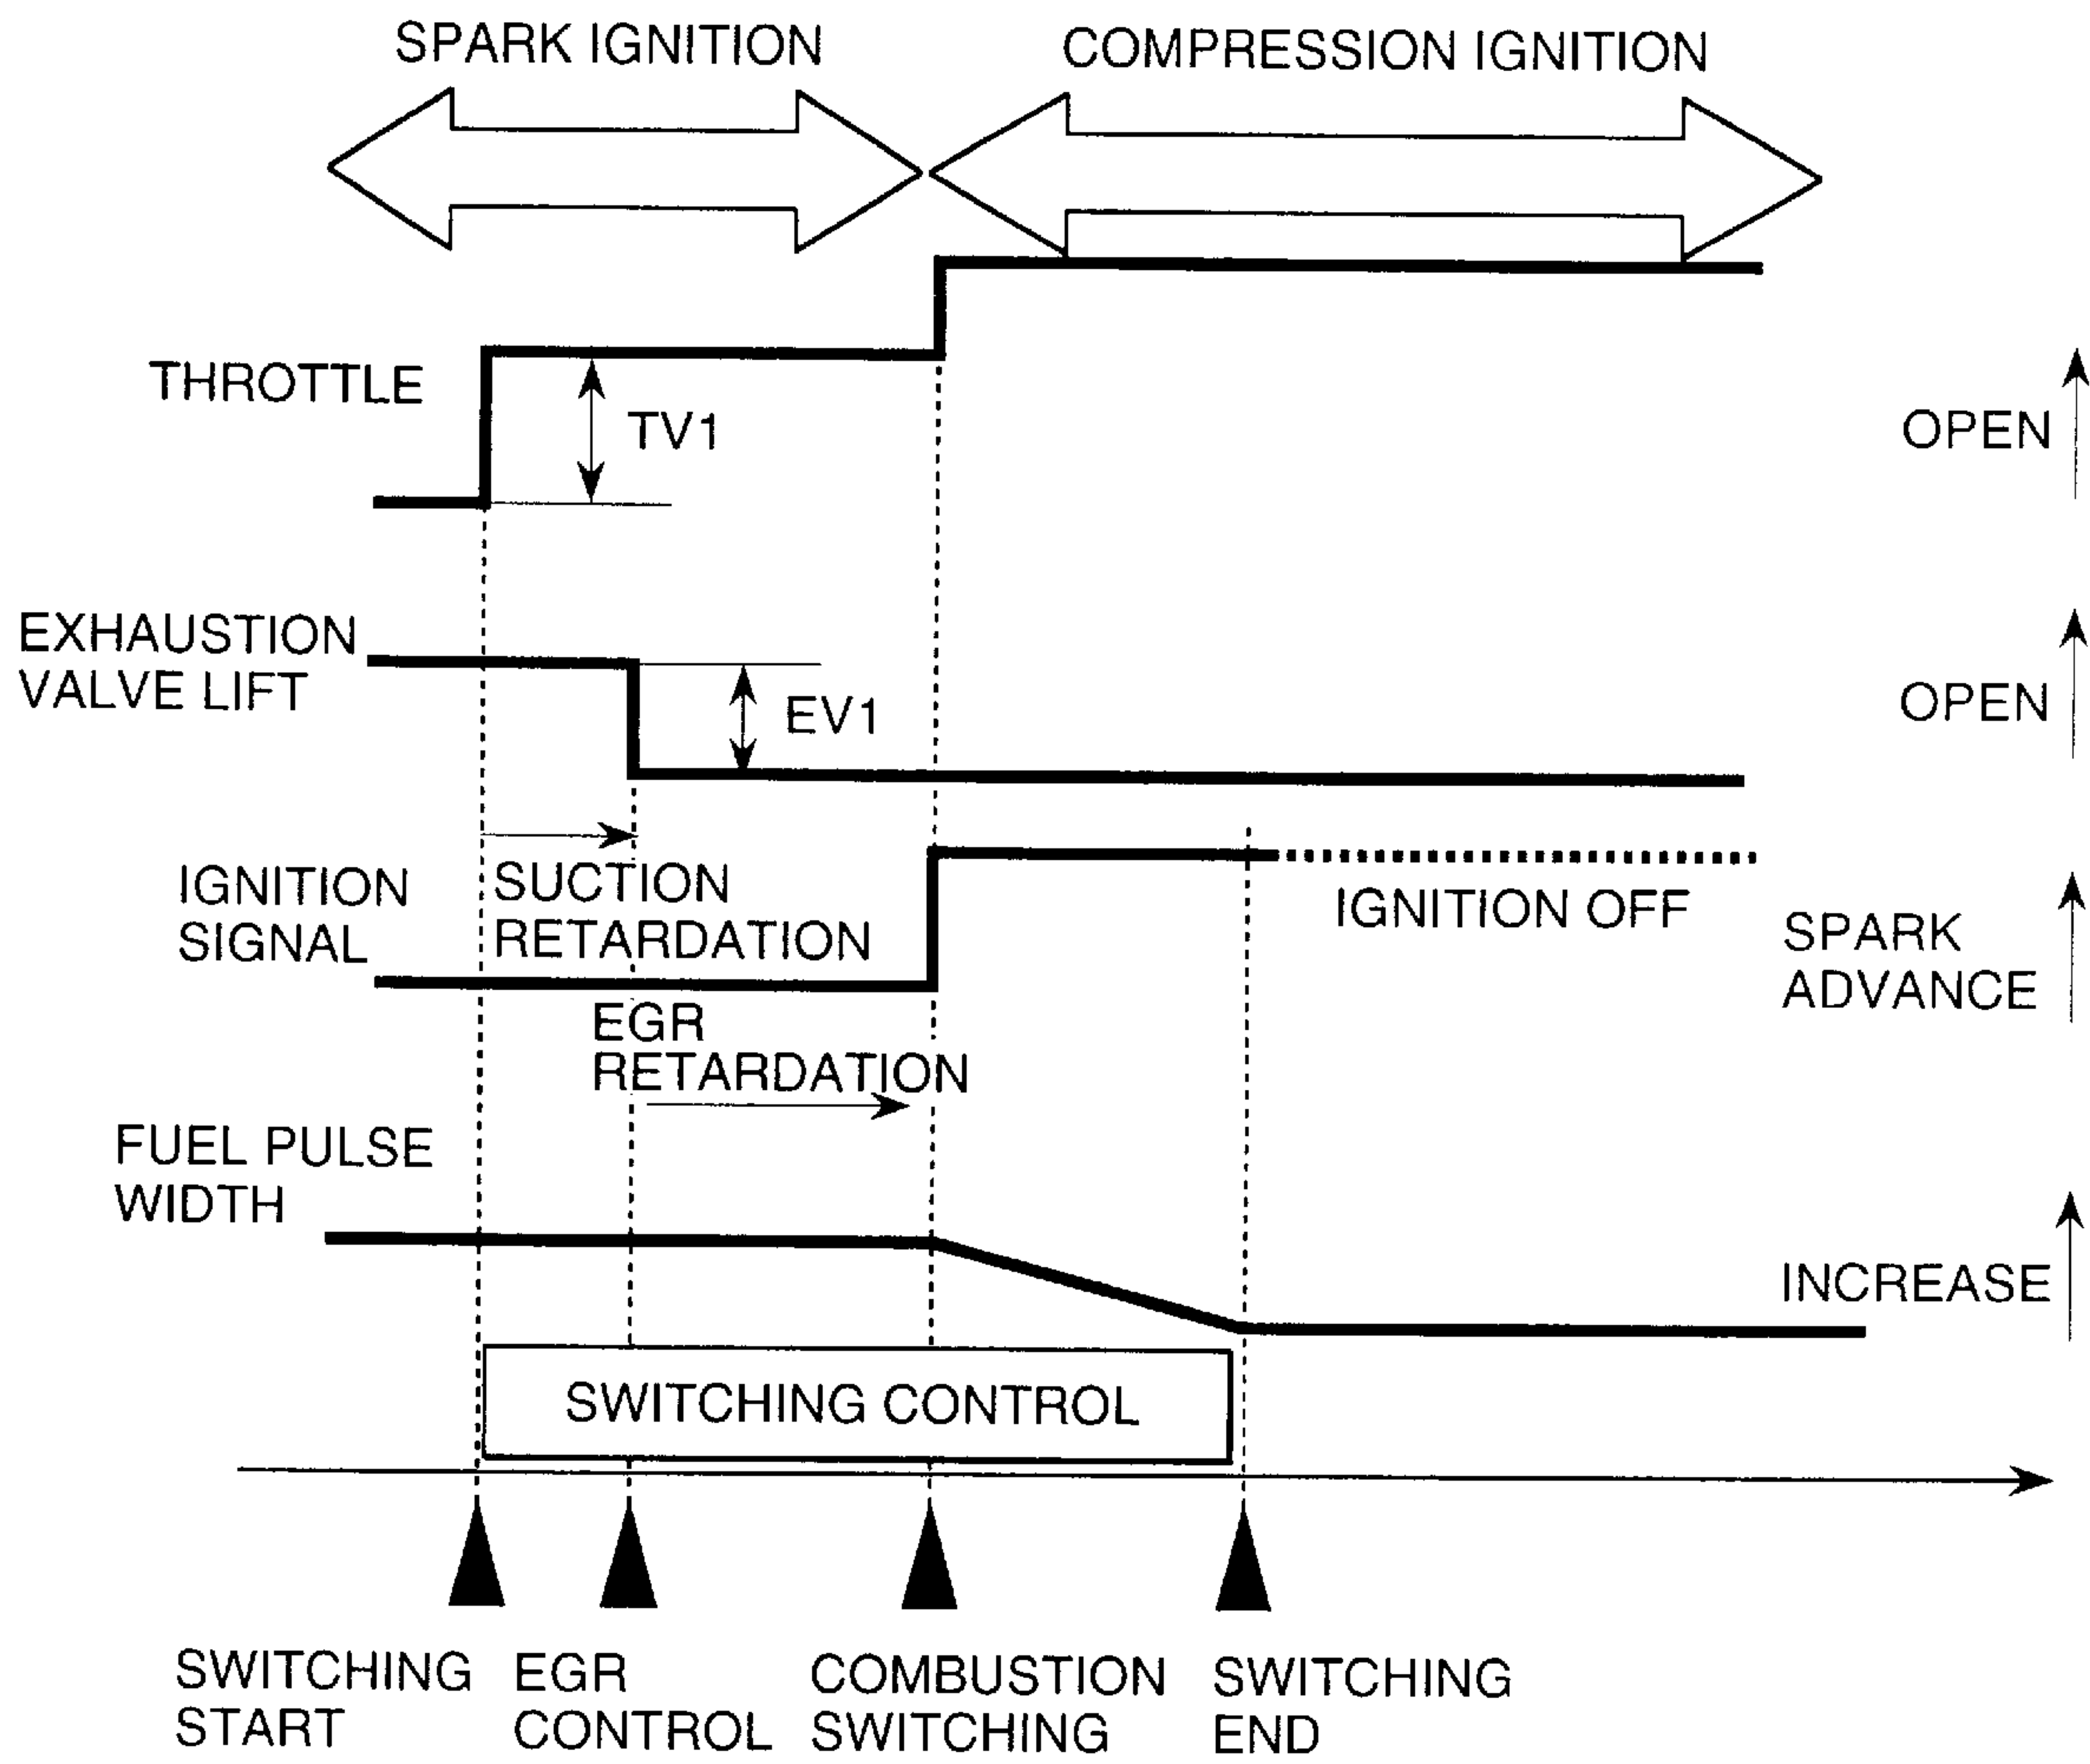 SPARK IGNITION
COMPRESSION IGNITION
THROTTLE
TV1
OPEN
EXHAUSTION
VALVE LIFT
EV1
OPEN
IGNITION
SIGNAL
SUCTION
RETARDATION
IGNITION OFF
SPARK
ADVANCE
EGR
RETARDATION
FUEL PULSE
WIDTH
INCREASE
SWITCHING CONTROL
SWITCHING
START
EGR
CONTROL
COMBUSTION
SWITCHING
SWITCHING
END